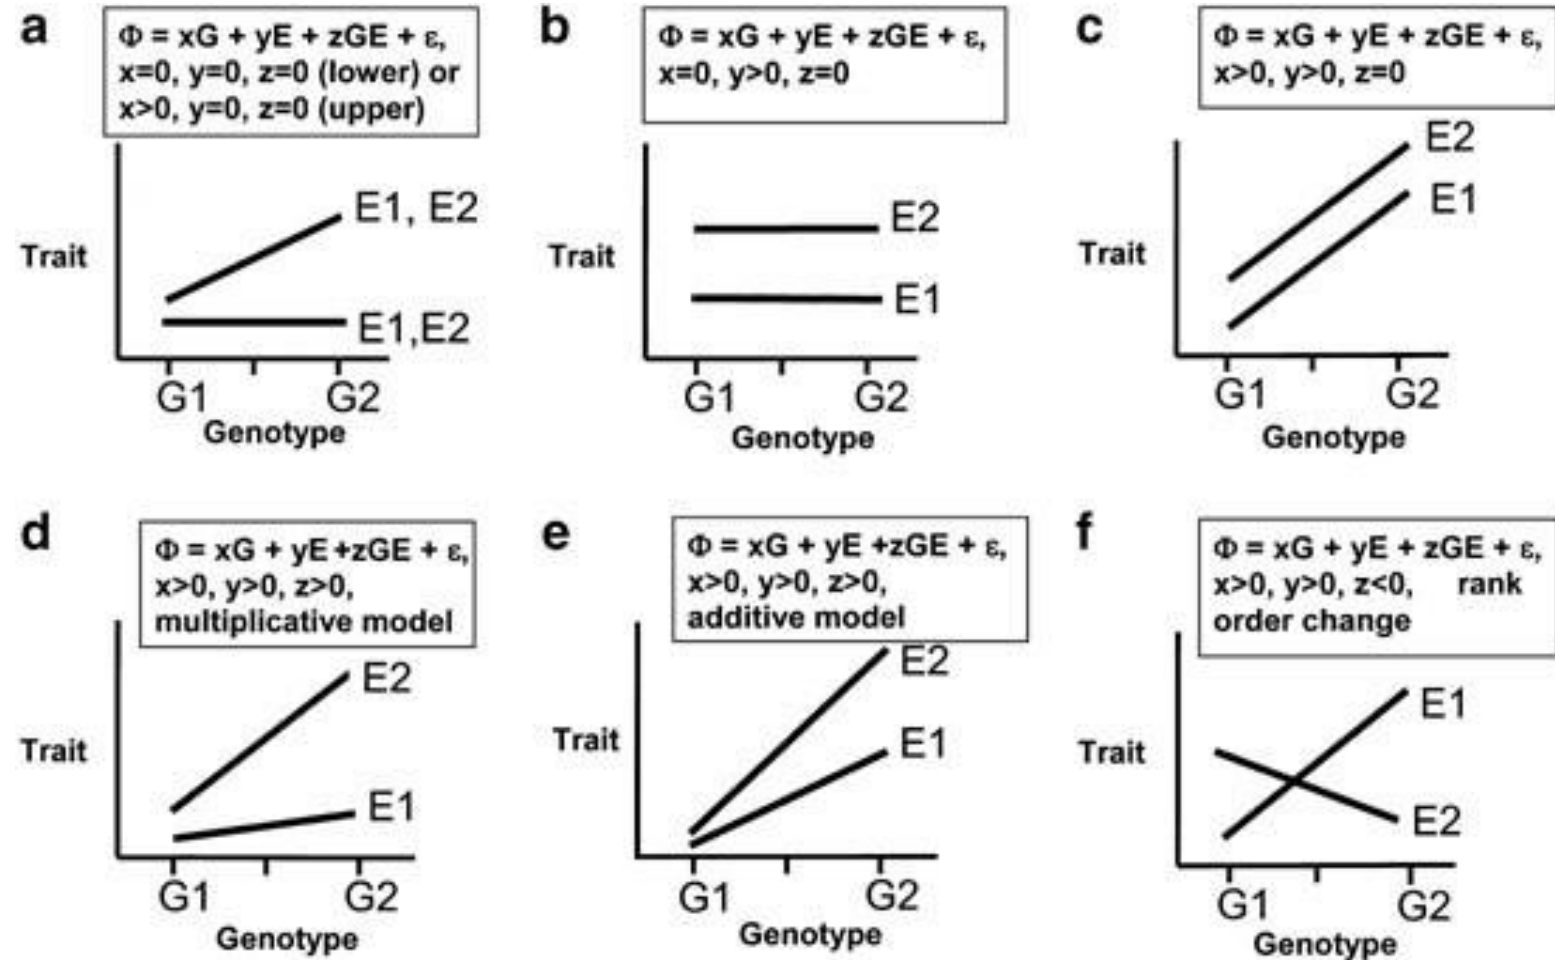 a
Φ = xG + yE + zGE + ε,
x=0, y=0, z=0 (lower) or
x>0, y=0, z=0 (upper)
E1, E2
Trait
E1,E2
G1 G2
Genotype
b
Φ = xG + yE + zGE + ε,
x=0, y>0, z=0
E2
Trait
E1
G1 G2
Genotype
c
Φ = xG + yE + zGE + ε,
x>0, y>0, z=0
E2
E1
Trait
G1 G2
Genotype
d
Φ = xG + yE +zGE + ε,
x>0, y>0, z>0,
multiplicative model
E2
Trait
E1
G1 G2
Genotype
e
Φ = xG + yE +zGE + ε,
x>0, y>0, z>0,
additive model
E2
Trait
E1
G1 G2
Genotype
f
Φ = xG + yE + zGE + ε,
x>0, y>0, z<0, rank
order change
E1
Trait
E2
G1 G2
Genotype